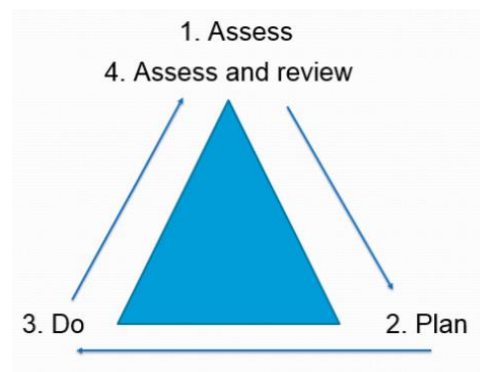 1. Assess
4. Assess and review
3. Do
2. Plan